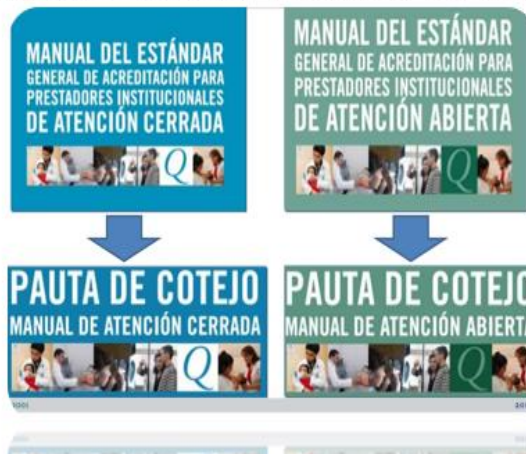 MANUAL DEL ESTÁNDAR
GENERAL DE ACREDITACIÓN PARA
PRESTADORES INSTITUCIONALES
DE ATENCIÓN CERRADA
Q
MANUAL DEL ESTÁNDAR
GENERAL DE ACREDITACIÓN PARA
PRESTADORES INSTITUCIONALES
DE ATENCIÓN ABIERTA
Q
PAUTA DE COTEJO
MANUAL DE ATENCIÓN CERRADA
Q
PAUTA DE COTEJO
MANUAL DE ATENCIÓN ABIERT
Q